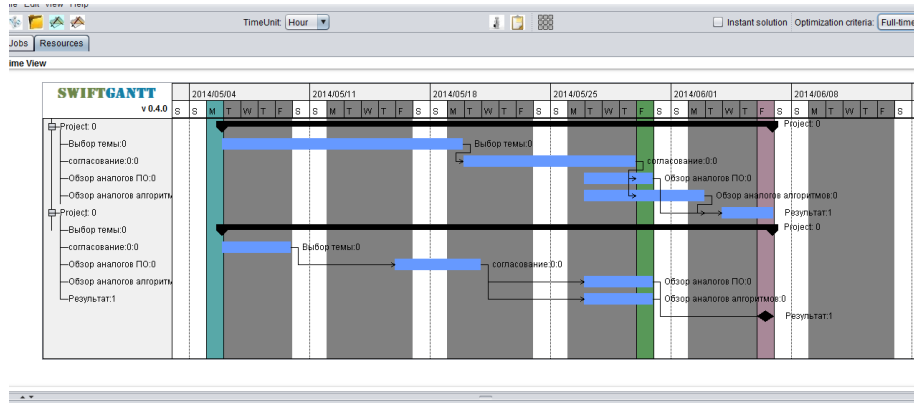 File Edit View Help
TimeUnit: Hour
Instant solution Optimization criteria: Full-time
Jobs Resources
ime View
SWIFTGANTT
v 0.4.0
2014/05/04 2014/05/11 2014/05/18 2014/05/25 2014/06/01 2014/06/08
S S M T W T F S S M T W T F S S M T W T F S S M T W T F S S M T W T F S S M T W T F S
Project: 0 Project: 0
Выбор темы:0 Выбор темы:0
согласование:0:0 согласование:0:0
Обзор аналогов ПО:0 Обзор аналогов ПО:0
Обзор аналогов алгоритм Обзор аналогов алгоритмов:0
Project: 0 Результат:1
Выбор темы:0 Project: 0
согласование:0:0 Выбор темы:0
Обзор аналогов ПО:0 согласование:0:0
Обзор аналогов алгоритм Обзор аналогов ПО:0
Результат:1 Обзор аналогов алгоритмов:0
Результат:1